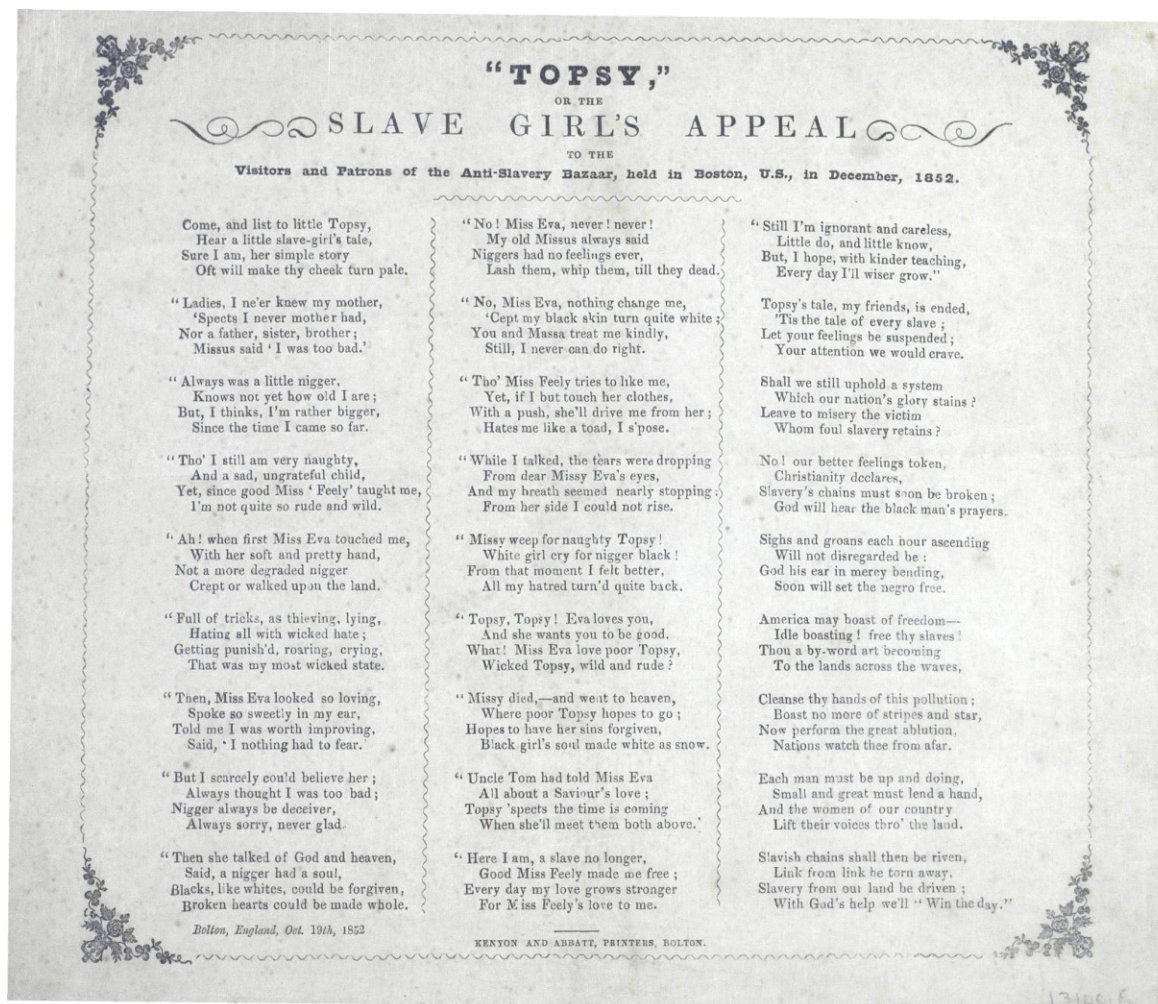 "TOPSY,"
OR THE
SLAVE GIRL'S APPEAL
TO THE
Visitors and Patrons of the Anti-Slavery Bazaar, held in Boston, U.S., in December, 1852.
Come, and list to little Topsy,
Hear a little slave-girl's tale,
Sure I am, her simple story
Oft will make thy cheek turn pale.
"Ladies, I ne'er knew my mother,
'Spects I never mother had,
Nor a father, sister, brother;
Missus said 'I was too bad.'
"Always was a little nigger,
Knows not yet how old I are;
But, I thinks, I'm rather bigger,
Since the time I came so far.
"Tho' I still am very naughty,
And a sad, ungrateful child,
Yet, since good Miss 'Feely' taught me,
I'm not quite so rude and wild.
"Ah! when first Miss Eva touched me,
With her soft and pretty hand,
Not a more degraded nigger
Crept or walked upon the land.
"Full of tricks, as thieving, lying,
Hating all with wicked hate;
Getting punish'd, roaring, crying,
That was my most wicked state.
"Then, Miss Eva looked so loving,
Spoke so sweetly in my ear,
Told me I was worth improving,
Said, 'I nothing had to fear.'
"But I scarcely could believe her;
Always thought I was too bad;
Nigger always be deceiver,
Always sorry, never glad.
"Then she talked of God and heaven,
Said, a nigger had a soul,
Blacks, like whites, could be forgiven,
Broken hearts could be made whole.
Bolton, England, Oct. 19th, 1852
"No! Miss Eva, never! never!
My old Missus always said
Niggers had no feelings ever,
Lash them, whip them, till they dead.
"No, Miss Eva, nothing change me,
'Cept my black skin turn quite white;
You and Massa treat me kindly,
Still, I never can do right.
"Tho' Miss Feely tries to like me,
Yet, if I but touch her clothes,
With a push, she'll drive me from her;
Hates me like a toad, I s'pose.
"While I talked, the tears were dropping
From dear Missy Eva's eyes,
And my breath seemed nearly stopping;
From her side I could not rise.
"Missy weep for naughty Topsy!
White girl cry for nigger black!
From that moment I felt better,
All my hatred turn'd quite back.
"Topsy, Topsy! Eva loves you,
And she wants you to be good.
What! Miss Eva love poor Topsy,
Wicked Topsy, wild and rude?
"Missy died,—and went to heaven,
Where poor Topsy hopes to go;
Hopes to have her sins forgiven,
Black girl's soul made white as snow.
"Uncle Tom had told Miss Eva
All about a Saviour's love;
Topsy 'spects the time is coming
When she'll meet them both above.'
"Here I am, a slave no longer,
Good Miss Feely made me free;
Every day my love grows stronger
For Miss Feely's love to me.
"Still I'm ignorant and careless,
Little do, and little know,
But, I hope, with kinder teaching,
Every day I'll wiser grow."
Topsy's tale, my friends, is ended,
'Tis the tale of every slave;
Let your feelings be suspended;
Your attention we would crave.
Shall we still uphold a system
Which our nation's glory stains?
Leave to misery the victim
Whom foul slavery retains?
No! our better feelings token,
Christianity declares,
Slavery's chains must soon be broken;
God will hear the black man's prayers.
Sighs and groans each hour ascending
Will not disregarded be:
God his ear in mercy bending,
Soon will set the negro free.
America may boast of freedom—
Idle boasting! free thy slaves!
Thou a by-word art becoming
To the lands across the waves,
Cleanse thy hands of this pollution;
Boast no more of stripes and star,
Now perform the great ablution,
Nations watch thee from afar.
Each man must be up and doing,
Small and great must lend a hand,
And the women of our country
Lift their voices thro' the land.
Slavish chains shall then be riven,
Link from link be torn away,
Slavery from our land be driven;
With God's help we'll "Win the day."
KENYON AND ABBATT, PRINTERS, BOLTON.